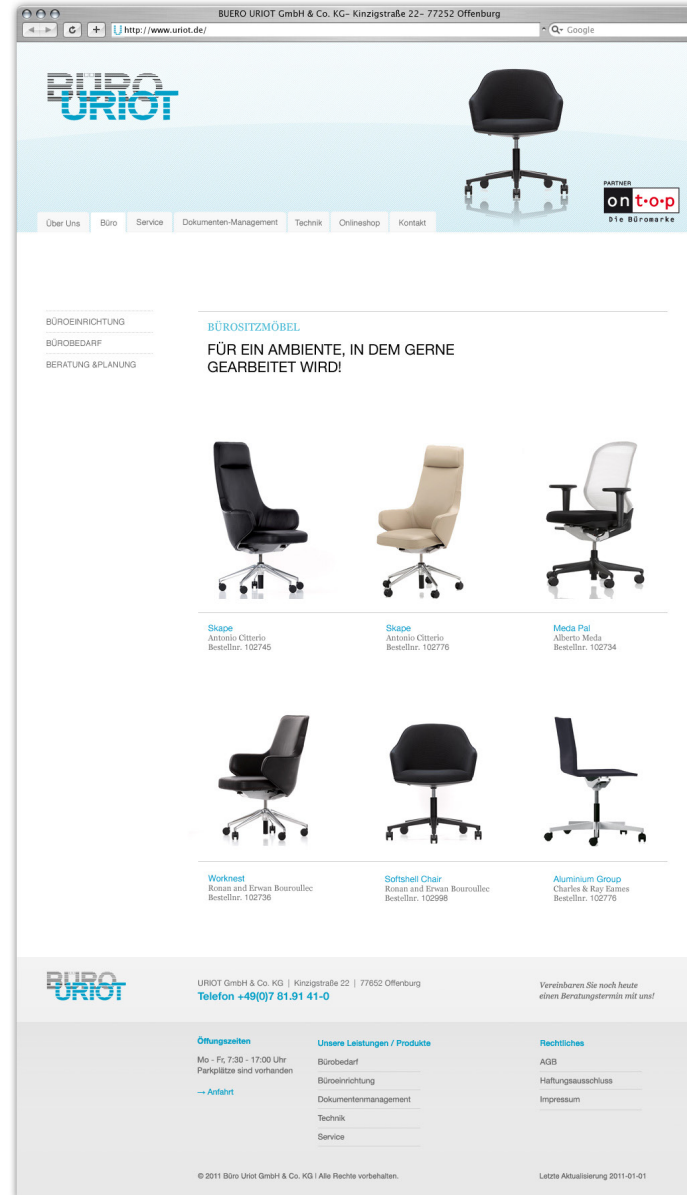 BUERO URIOT GmbH & Co. KG– Kinzigstraße 22– 77252 Offenburg
http://www.uriot.de/
Google
BÜRO
URIOT
PARTNER
on t·o·p
Die Büromarke
Über Uns
Büro
Service
Dokumenten-Management
Technik
Onlineshop
Kontakt
BÜROEINRICHTUNG
BÜROBEDARF
BERATUNG &PLANUNG
BÜROSITZMÖBEL
FÜR EIN AMBIENTE, IN DEM GERNE
GEARBEITET WIRD!
Skape
Antonio Citterio
Bestellnr. 102745
Skape
Antonio Citterio
Bestellnr. 102776
Meda Pal
Alberto Meda
Bestellnr. 102734
Worknest
Ronan and Erwan Bouroullec
Bestellnr. 102736
Softshell Chair
Ronan and Erwan Bouroullec
Bestellnr. 102998
Aluminium Group
Charles & Ray Eames
Bestellnr. 102776
BÜRO
URIOT
URIOT GmbH & Co. KG | Kinzigstraße 22 | 77652 Offenburg
Telefon +49(0)7 81.91 41-0
Vereinbaren Sie noch heute
einen Beratungstermin mit uns!
Öffungszeiten
Mo - Fr, 7:30 - 17:00 Uhr
Parkplätze sind vorhanden
→ Anfahrt
Unsere Leistungen / Produkte
Bürobedarf
Büroeinrichtung
Dokumentenmanagement
Technik
Service
Rechtliches
AGB
Haftungsausschluss
Impressum
© 2011 Büro Uriot GmbH & Co. KG | Alle Rechte vorbehalten.
Letzte Aktualisierung 2011-01-01